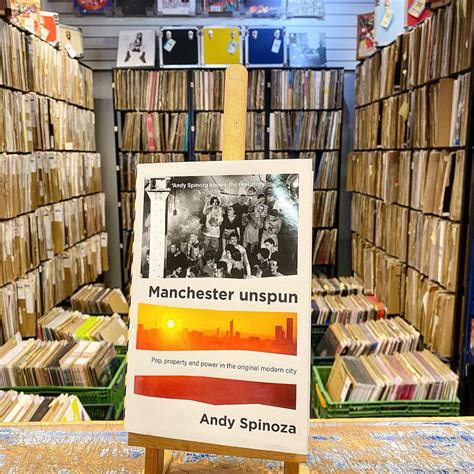 'Andy Spinoza knows the real story'
Manchester unspun
Pop, property and power in the original modern city
Andy Spinoza